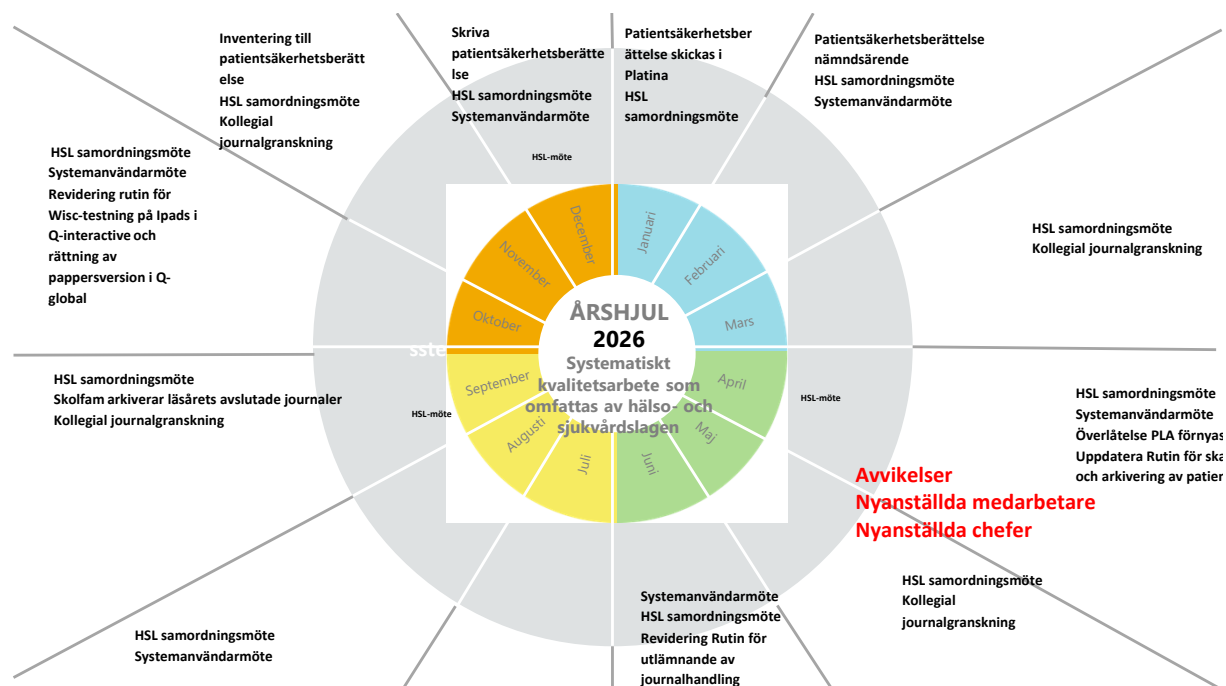 Inventering till
patientsäkerhetsberätt
else
HSL samordningsmöte
Kollegial
journalgranskning
Skriva
patientsäkerhetsberätte
lse
HSL samordningsmöte
Systemanvändarmöte
HSL-möte
Patientsäkerhetsber
ättelse skickas i
Platina
HSL
samordningsmöte
Patientsäkerhetsberättelse
nämndsärende
HSL samordningsmöte
Systemanvändarmöte
HSL samordningsmöte
Kollegial journalgranskning
HSL samordningsmöte
Systemanvändarmöte
Revidering rutin för
Wisc-testning på Ipads i
Q-interactive och
rättning av
pappersversion i Q-
global
December
Januari
November
Februari
Oktober
Mars
ÅRSHJUL
2026
Systematiskt
kvalitetsarbete som
omfattas av hälso- och
sjukvårdslagen
sste
September
April
Augusti
Maj
Juli
Juni
HSL-möte
HSL-möte
HSL samordningsmöte
Skolfam arkiverar läsårets avslutade journaler
Kollegial journalgranskning
HSL samordningsmöte
Systemanvändarmöte
Överlåtelse PLA förnyas
Uppdatera Rutin för ska
och arkivering av patien
Avvikelser
Nyanställda medarbetare
Nyanställda chefer
HSL samordningsmöte
Kollegial
journalgranskning
Systemanvändarmöte
HSL samordningsmöte
Revidering Rutin för
utlämnande av
journalhandling
HSL samordningsmöte
Systemanvändarmöte